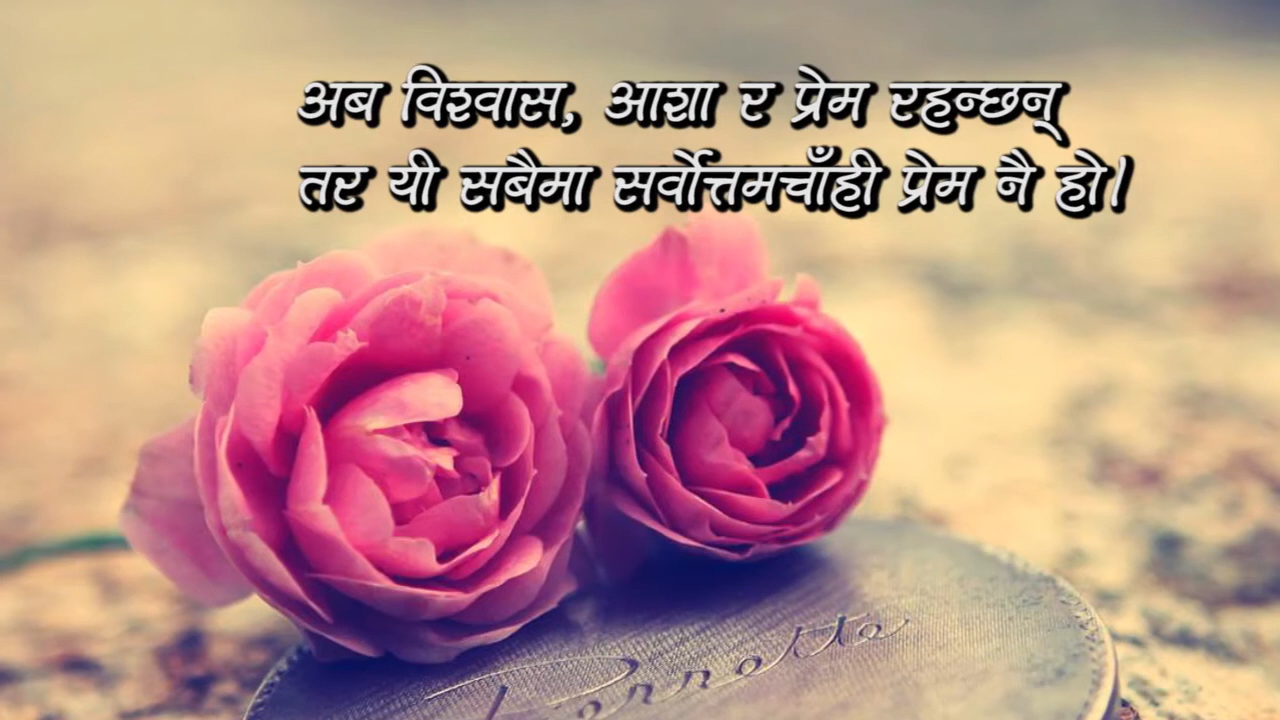 अब विश्वास, आशा र प्रेम रहन्छन्
तर यी सबैमा सर्वोत्तमचाँही प्रेम नै हो।